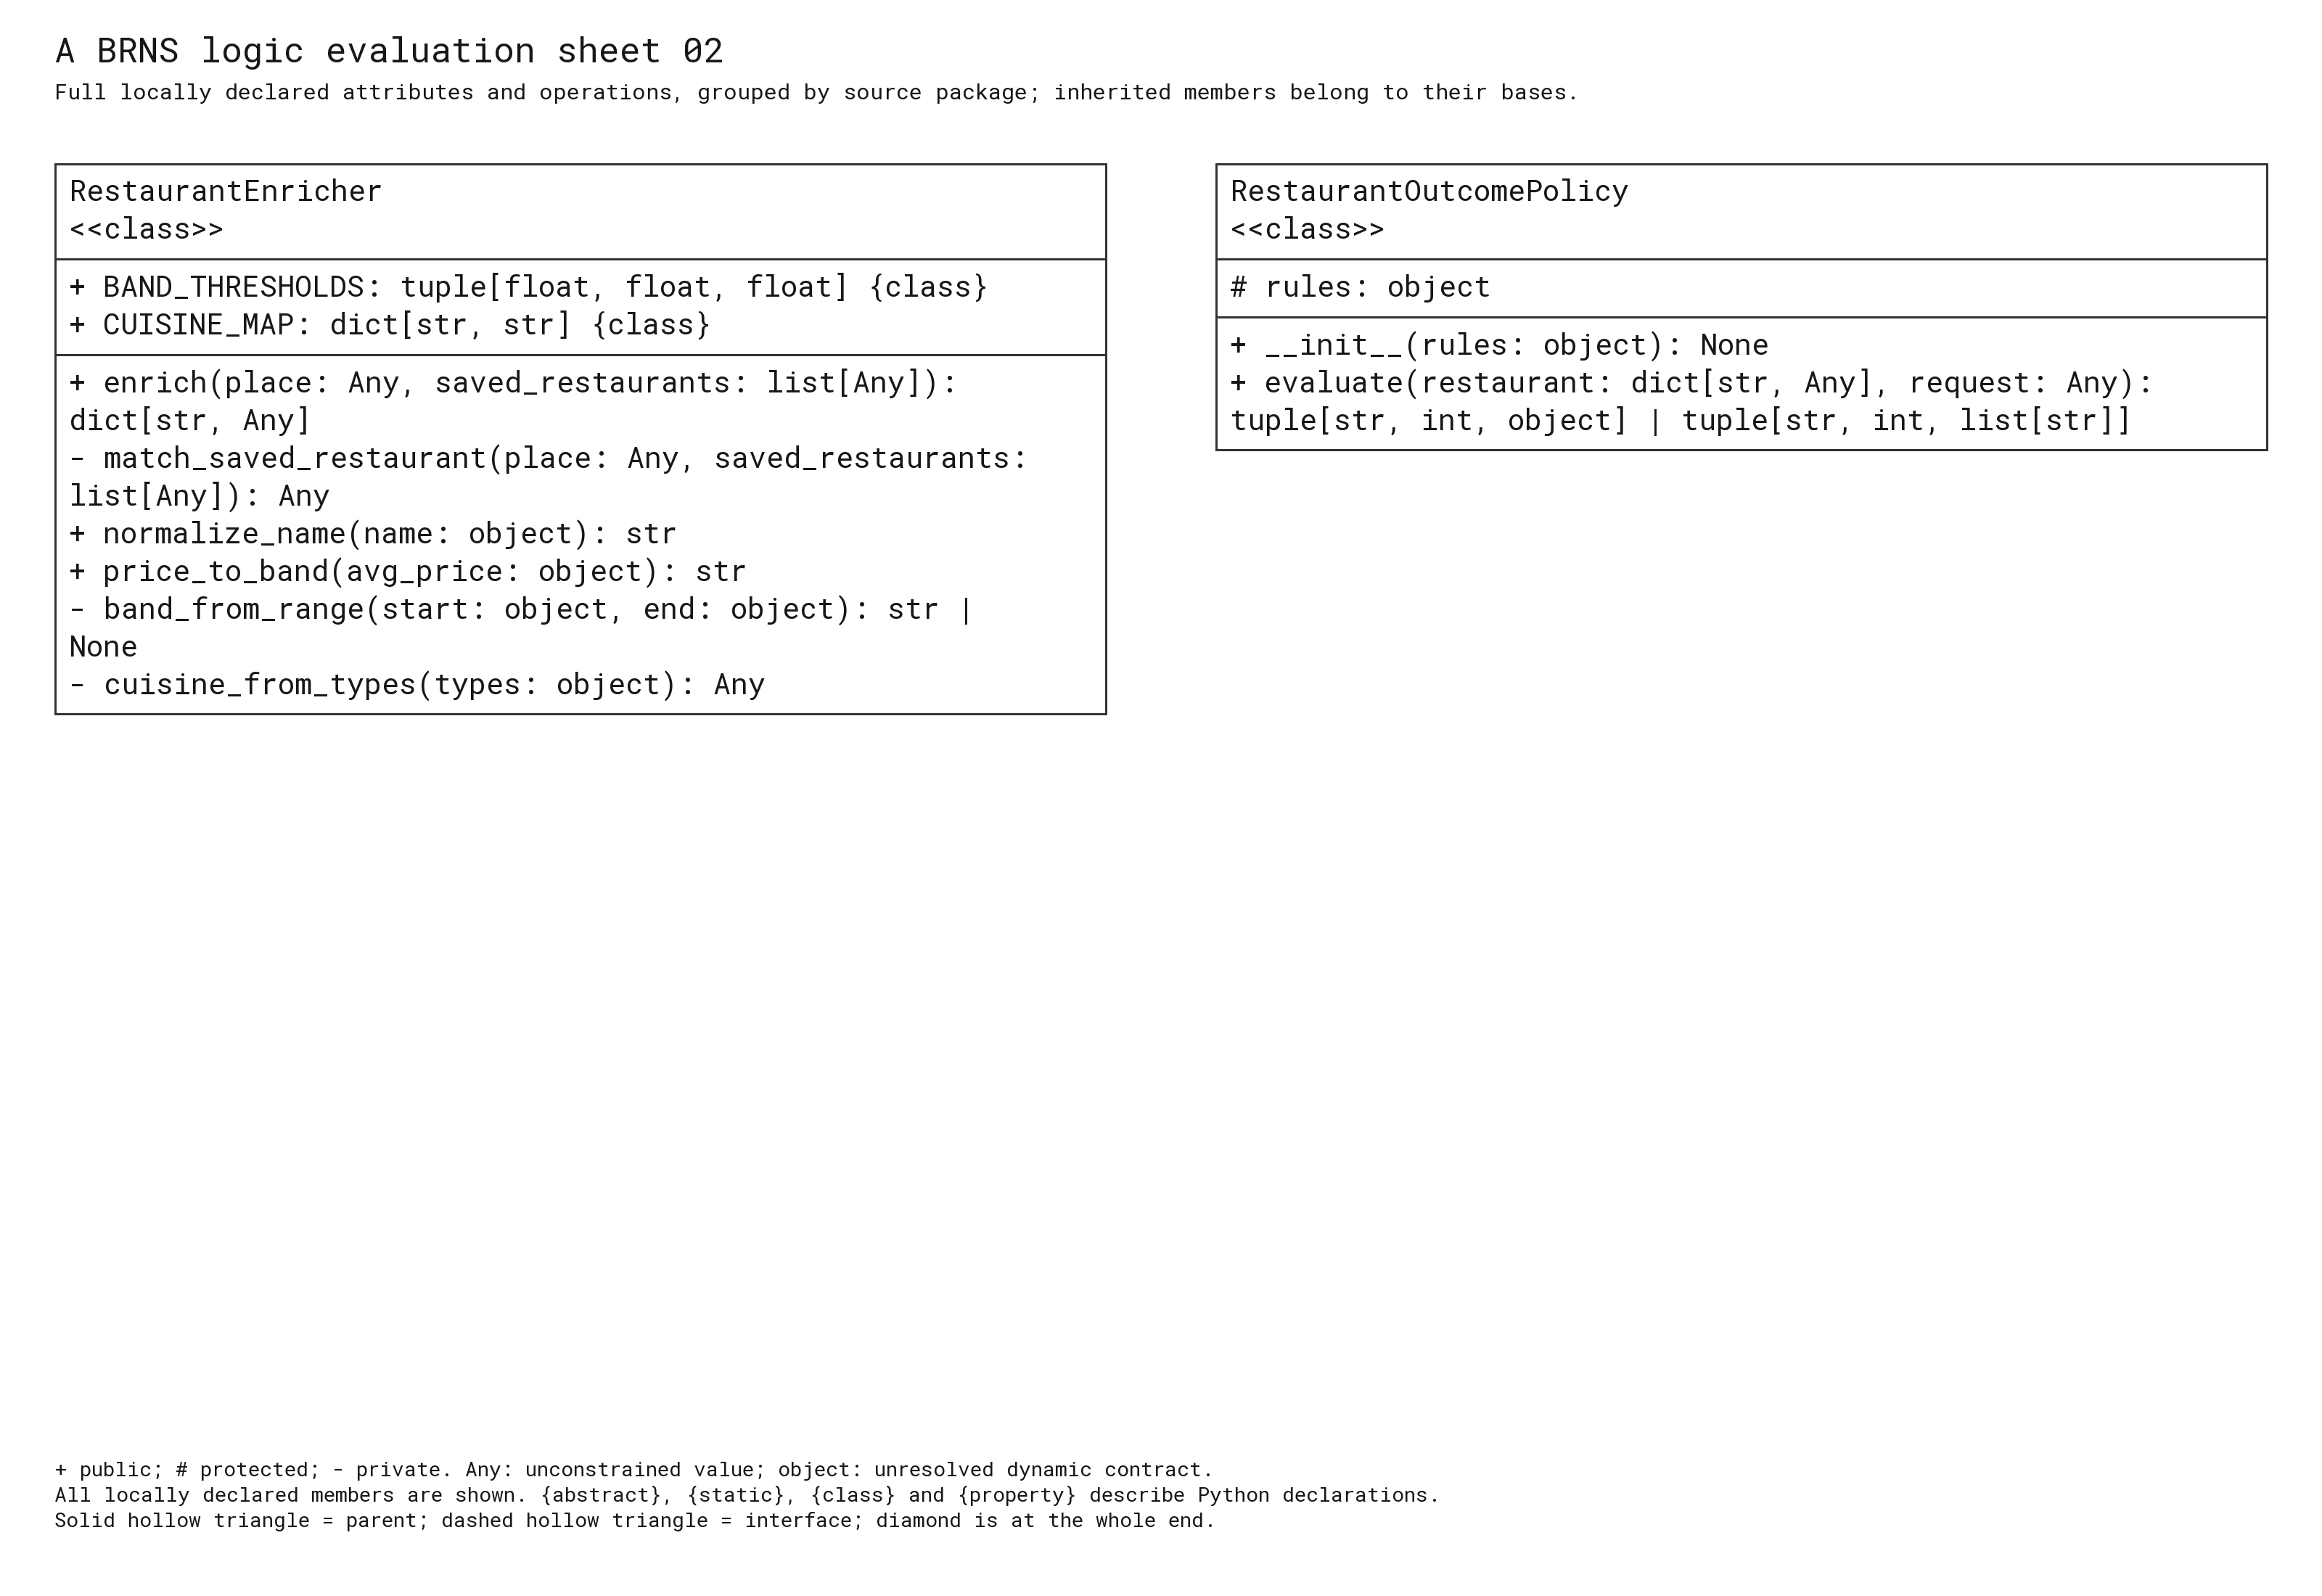 A BRNS logic evaluation sheet 02
Full locally declared attributes and operations, grouped by source package; inherited members belong to their bases.
RestaurantEnricher
<<class>>
+ BAND_THRESHOLDS: tuple[float, float, float] {class}
+ CUISINE_MAP: dict[str, str] {class}
+ enrich(place: Any, saved_restaurants: list[Any]):
dict[str, Any]
- match_saved_restaurant(place: Any, saved_restaurants:
list[Any]): Any
+ normalize_name(name: object): str
+ price_to_band(avg_price: object): str
- band_from_range(start: object, end: object): str |
None
- cuisine_from_types(types: object): Any
RestaurantOutcomePolicy
<<class>>
# rules: object
+ __init__(rules: object): None
+ evaluate(restaurant: dict[str, Any], request: Any):
tuple[str, int, object] | tuple[str, int, list[str]]
+ public; # protected; - private. Any: unconstrained value; object: unresolved dynamic contract.
All locally declared members are shown. {abstract}, {static}, {class} and {property} describe Python declarations.
Solid hollow triangle = parent; dashed hollow triangle = interface; diamond is at the whole end.